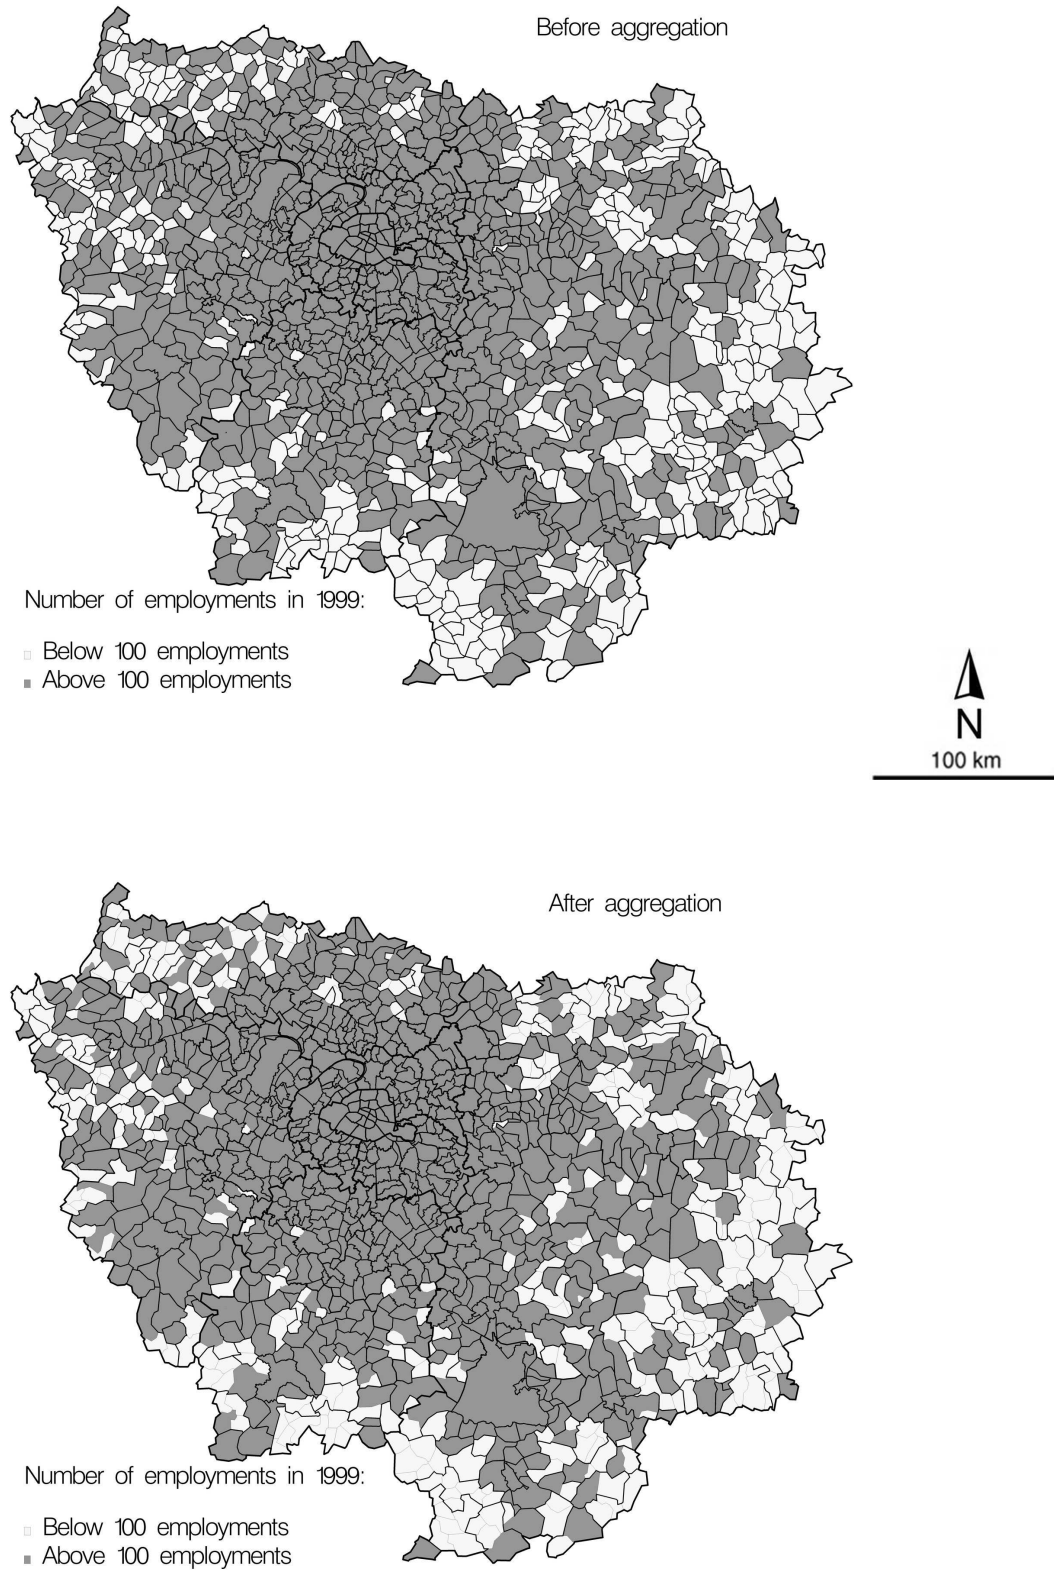 Before aggregation
Number of employments in 1999:
Below 100 employments
Above 100 employments
N
100 km
After aggregation
Number of employments in 1999:
Below 100 employments
Above 100 employments